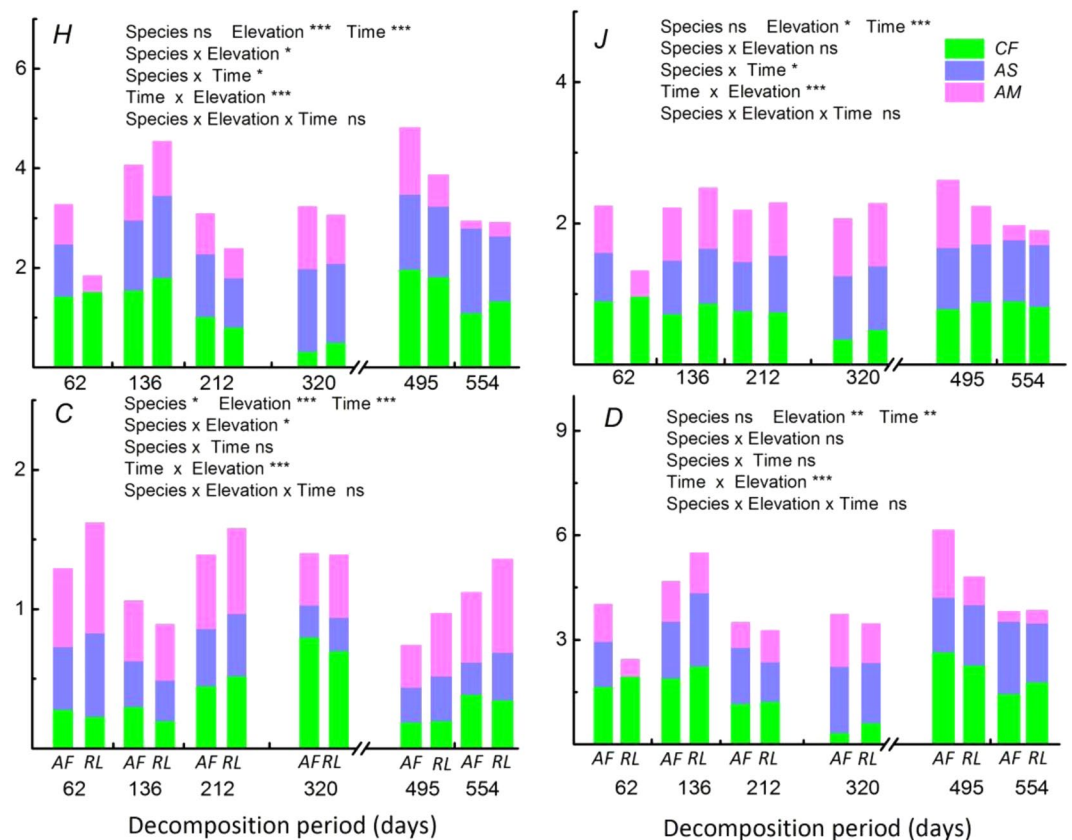 H
Species ns Elevation *** Time ***
Species x Elevation *
Species x Time *
Time x Elevation ***
Species x Elevation x Time ns
6
4
2
62 136 212 320 495 554
J
Species ns Elevation * Time ***
Species x Elevation ns
Species x Time *
Time x Elevation ***
Species x Elevation x Time ns
CF
AS
AM
4
2
62 136 212 320 495 554
C
Species * Elevation *** Time ***
Species x Elevation *
Species x Time ns
Time x Elevation ***
Species x Elevation x Time ns
2
1
AF RL AF RL AF RL AF RL AF RL AF RL
62 136 212 320 495 554
Decomposition period (days)
D
Species ns Elevation ** Time **
Species x Elevation ns
Species x Time ns
Time x Elevation ***
Species x Elevation x Time ns
9
6
3
AF RL AF RL AF RL AF RL AF RL AF RL
62 136 212 320 495 554
Decomposition period (days)